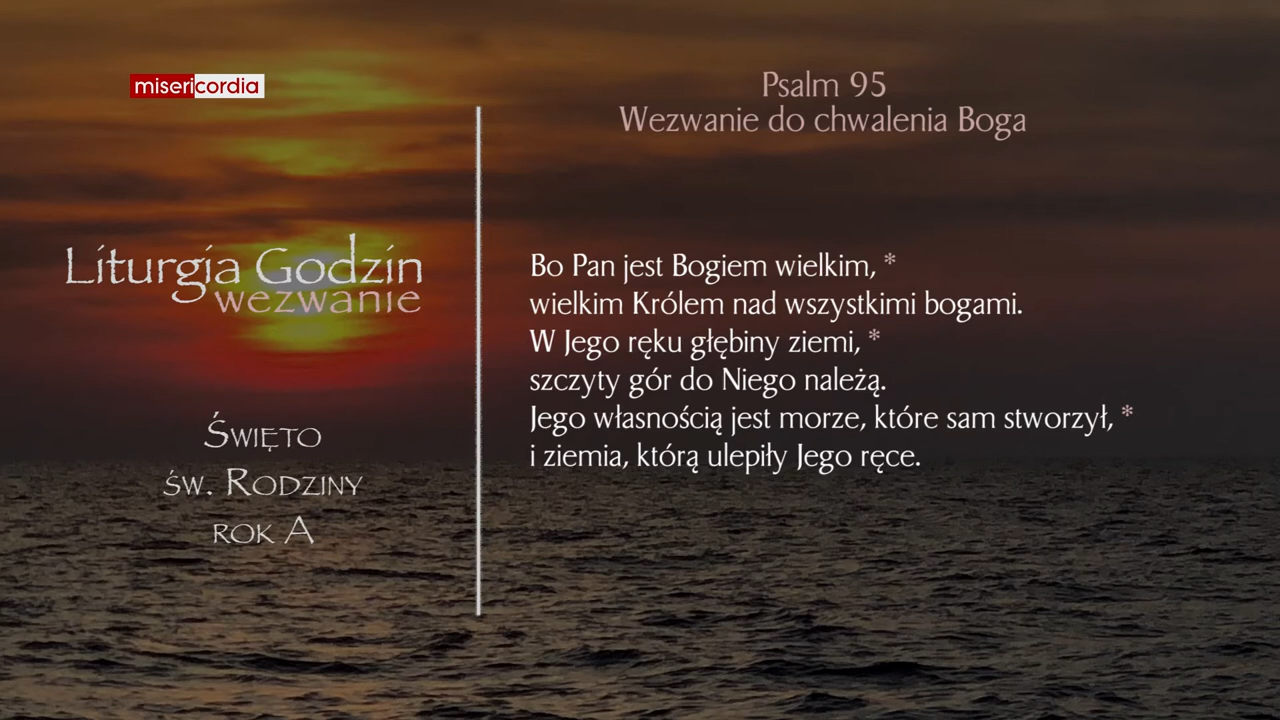 misericordia
Liturgia Godzin
wezwanie
Święto
św. Rodziny
rok A
Psalm 95
Wezwanie do chwalenia Boga
Bo Pan jest Bogiem wielkim, *
wielkim Królem nad wszystkimi bogami.
W Jego ręku głębiny ziemi, *
szczyty gór do Niego należą.
Jego własnością jest morze, które sam stworzył, *
i ziemia, którą ulepiły Jego ręce.